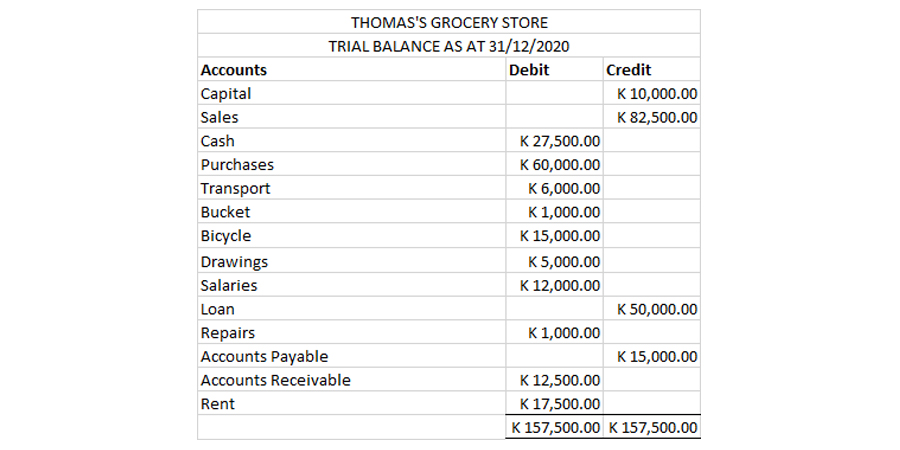 THOMAS'S GROCERY STORE
TRIAL BALANCE AS AT 31/12/2020
Accounts Debit Credit
Capital K 10,000.00
Sales K 82,500.00
Cash K 27,500.00
Purchases K 60,000.00
Transport K 6,000.00
Bucket K 1,000.00
Bicycle K 15,000.00
Drawings K 5,000.00
Salaries K 12,000.00
Loan K 50,000.00
Repairs K 1,000.00
Accounts Payable K 15,000.00
Accounts Receivable K 12,500.00
Rent K 17,500.00
K 157,500.00 K 157,500.00